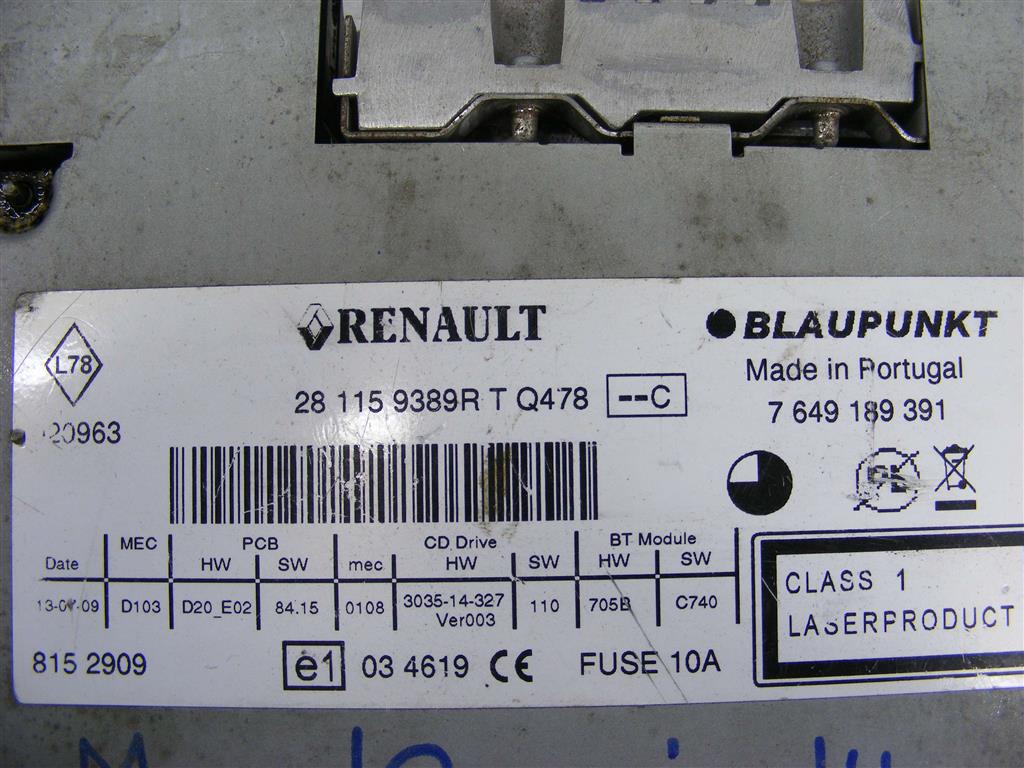 RENAULT
BLAUPUNKT
L78
Made in Portugal
28 115 9389R T Q478 --C
7 649 189 391
20963
MEC PCB CD Drive BT Module
Date HW SW mec HW SW HW SW
D103 D20_E02 84.15 0108 3035-14-327 110 705B C740
Ver003
CLASS 1
LASERPRODUCT
815 2909 e1 03 4619 CE FUSE 10A